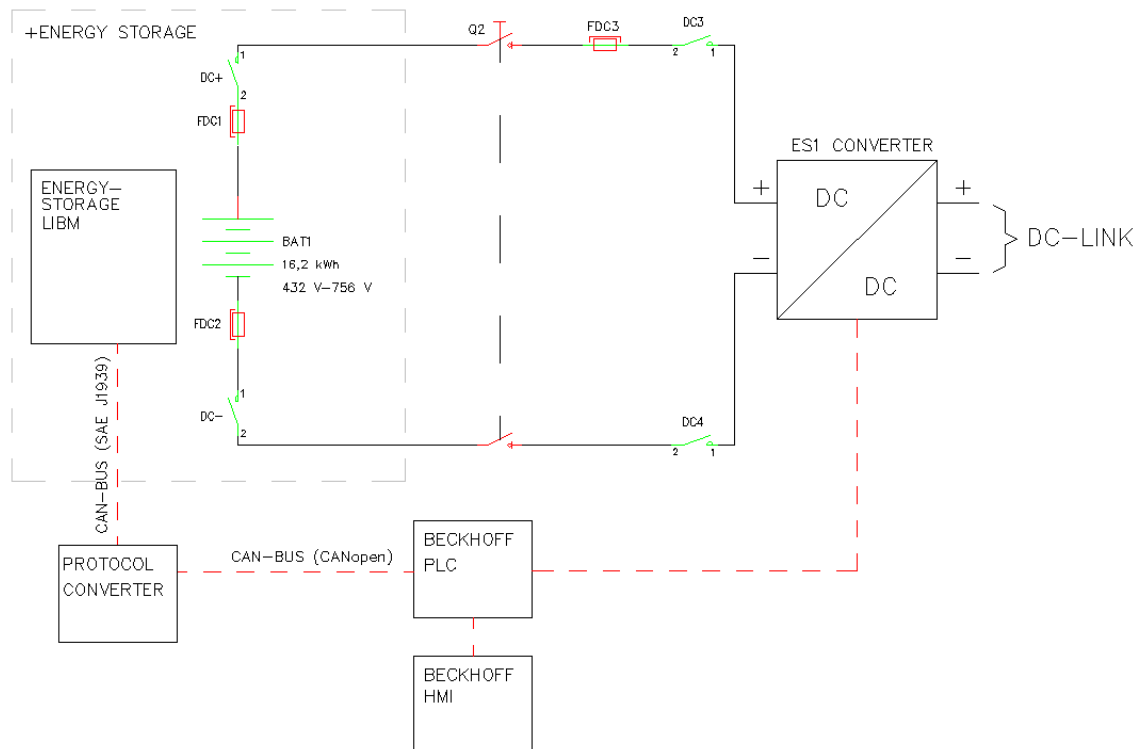 +ENERGY STORAGE
Q2
FDC3
DC3
1
2
1
DC+
2
FDC1
ES1 CONVERTER
ENERGY–
STORAGE
LIBM
+
DC
+
BAT1
16,2 kWh
432 V–756 V
DC–LINK
–
–
DC
FDC2
CAN–BUS (SAE J1939)
1
DC–
2
DC4
2
1
PROTOCOL
CONVERTER
CAN–BUS (CANopen)
BECKHOFF
PLC
BECKHOFF
HMI